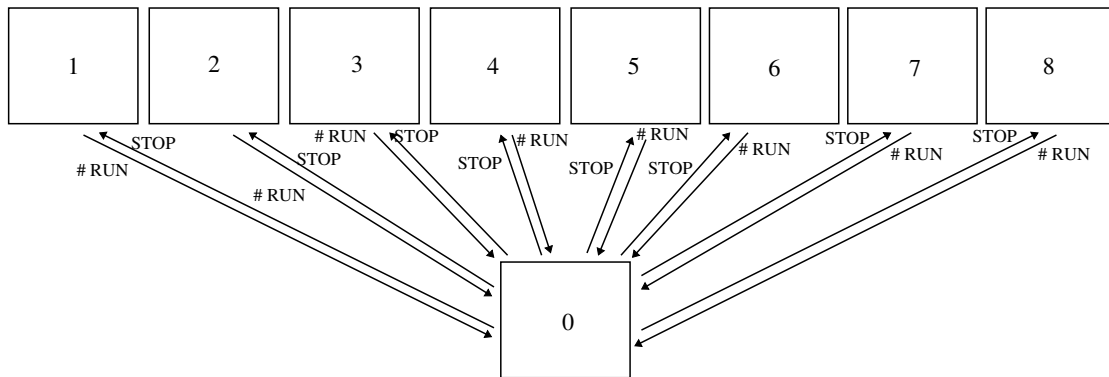 1 2 3 4 5 6 7 8
# RUN STOP # RUN # RUN STOP STOP
STOP # RUN STOP # RUN
STOP STOP STOP
# RUN
# RUN
0